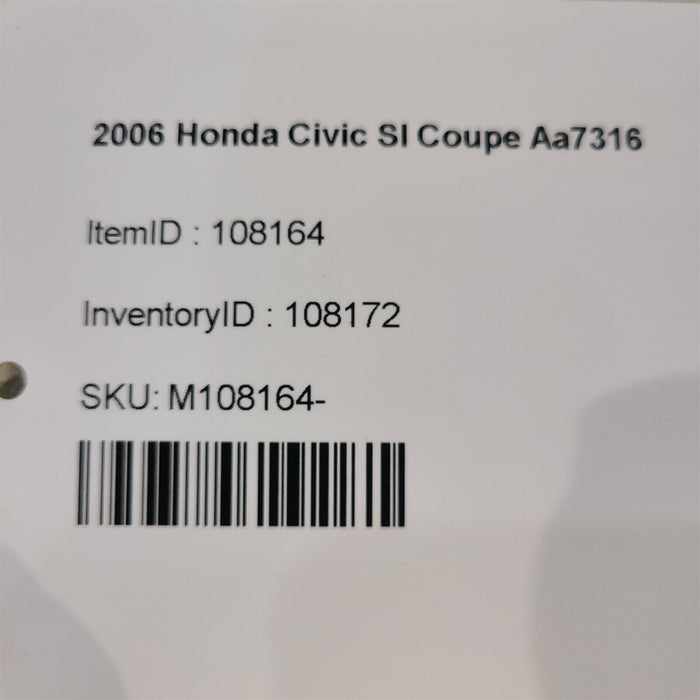 2006 Honda Civic SI Coupe Aa7316
ItemID : 108164
InventoryID : 108172
SKU: M108164-